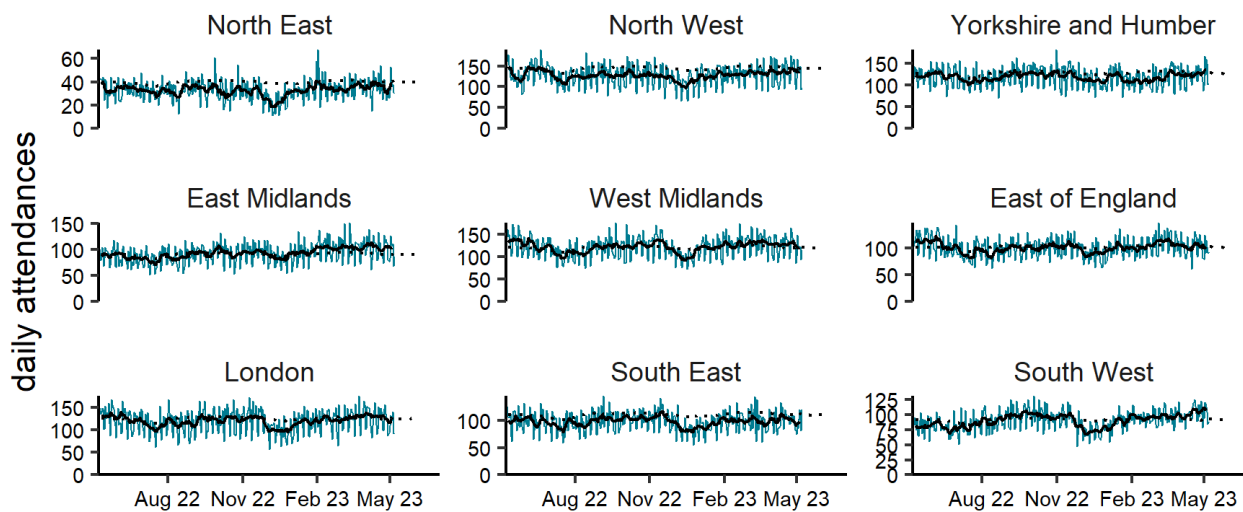 North East
North West
Yorkshire and Humber
60
40
20
0
150
100
50
0
150
100
50
0
daily attendances
East Midlands
West Midlands
East of England
150
100
50
0
150
100
50
0
100
50
0
London
South East
South West
150
100
50
0
100
50
0
125
100
75
50
25
0
Aug 22 Nov 22 Feb 23 May 23
Aug 22 Nov 22 Feb 23 May 23
Aug 22 Nov 22 Feb 23 May 23